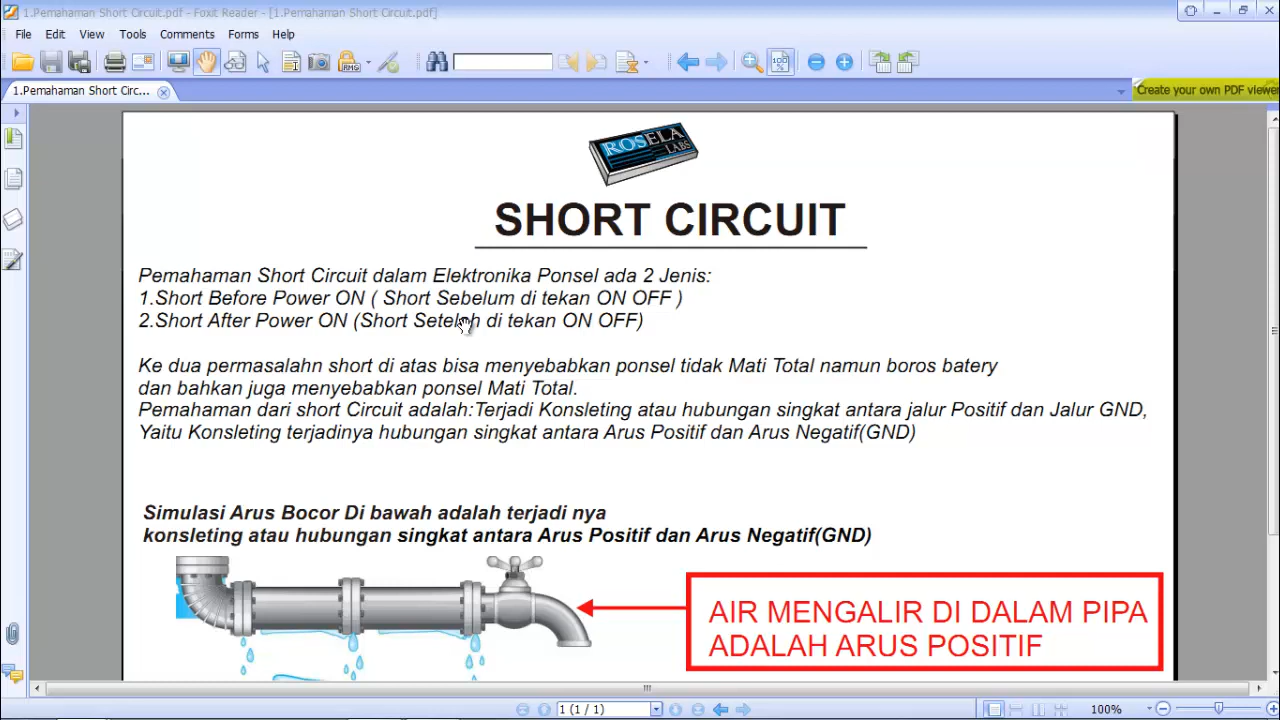 1.Pemahaman Short Circuit.pdf - Foxit Reader - [1.Pemahaman Short Circuit.pdf]
File Edit View Tools Comments Forms Help
1.Pemahaman Short Circ...
Create your own PDF viewer
ROSELA
LABS
SHORT CIRCUIT
Pemahaman Short Circuit dalam Elektronika Ponsel ada 2 Jenis:
1.Short Before Power ON ( Short Sebelum di tekan ON OFF )
2.Short After Power ON (Short Setelah di tekan ON OFF)
Ke dua permasalahn short di atas bisa menyebabkan ponsel tidak Mati Total namun boros batery
dan bahkan juga menyebabkan ponsel Mati Total.
Pemahaman dari short Circuit adalah:Terjadi Konsleting atau hubungan singkat antara jalur Positif dan Jalur GND,
Yaitu Konsleting terjadinya hubungan singkat antara Arus Positif dan Arus Negatif(GND)
Simulasi Arus Bocor Di bawah adalah terjadi nya
konsleting atau hubungan singkat antara Arus Positif dan Arus Negatif(GND)
AIR MENGALIR DI DALAM PIPA
ADALAH ARUS POSITIF
1 (1 / 1)
100%